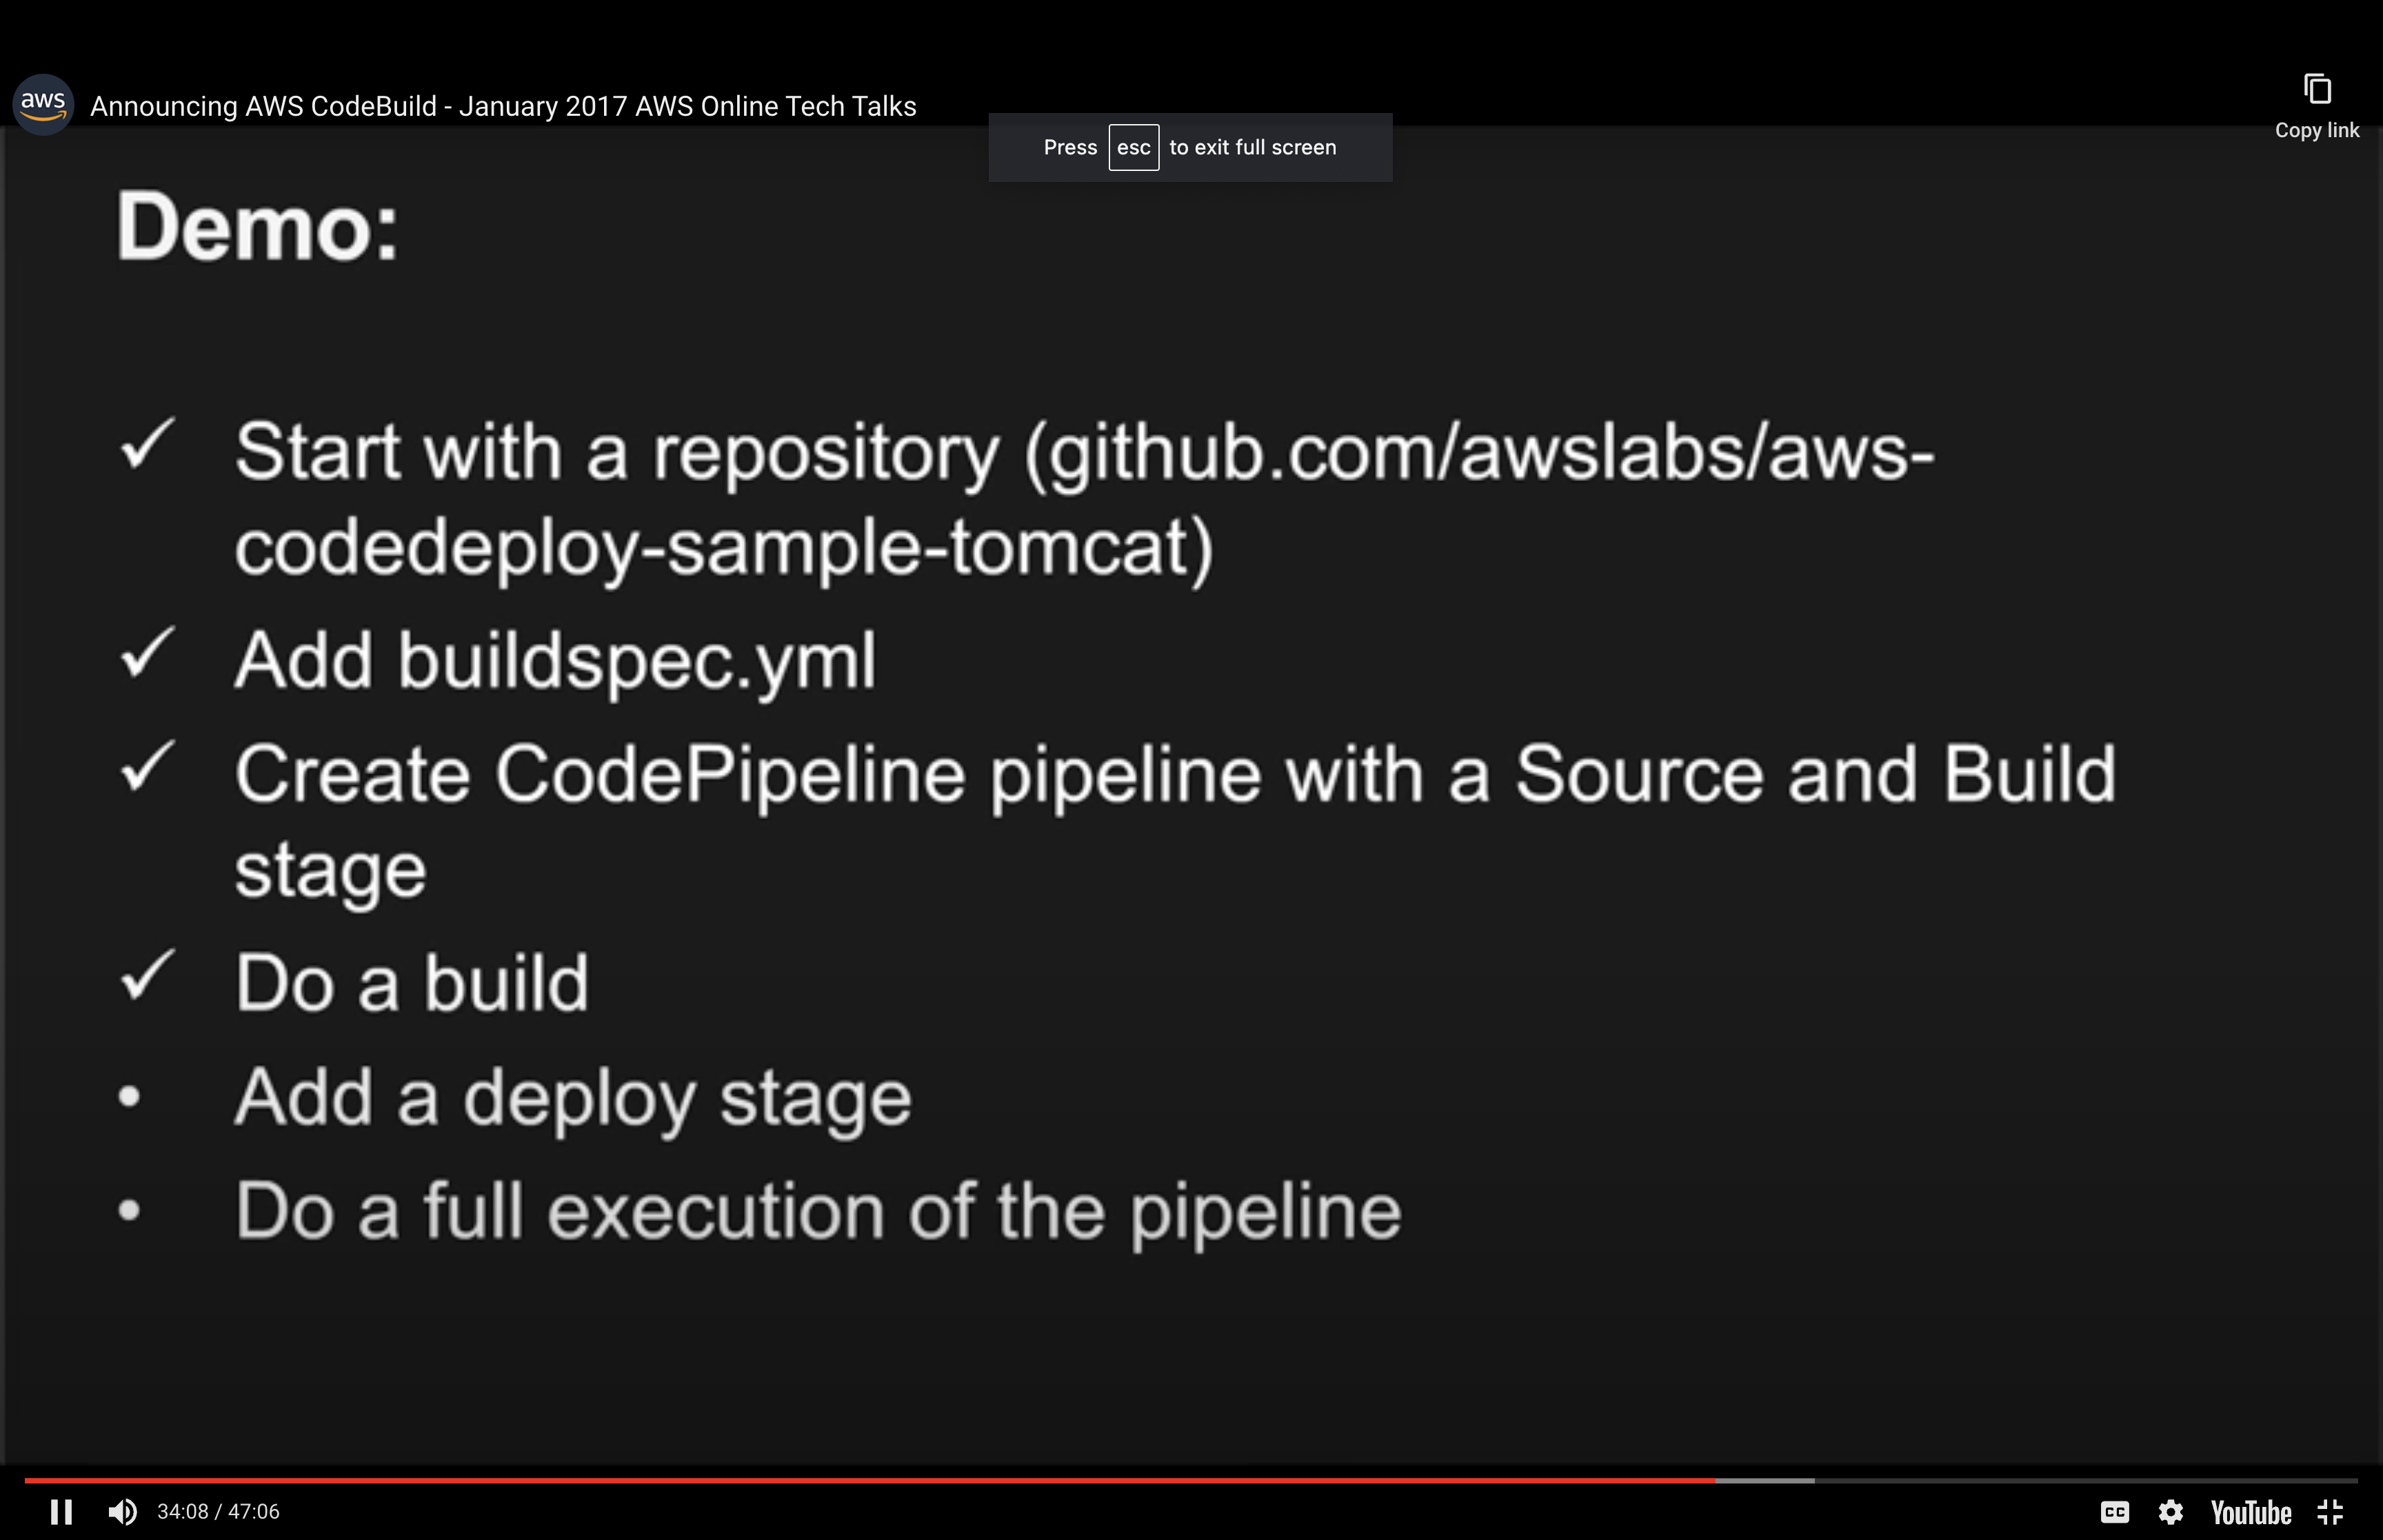 aws
Announcing AWS CodeBuild - January 2017 AWS Online Tech Talks
Copy link
Press esc to exit full screen
Demo:
✓ Start with a repository (github.com/awslabs/aws-
codedeploy-sample-tomcat)
✓ Add buildspec.yml
✓ Create CodePipeline pipeline with a Source and Build
stage
✓ Do a build
• Add a deploy stage
• Do a full execution of the pipeline
34:08 / 47:06
CC
YouTube